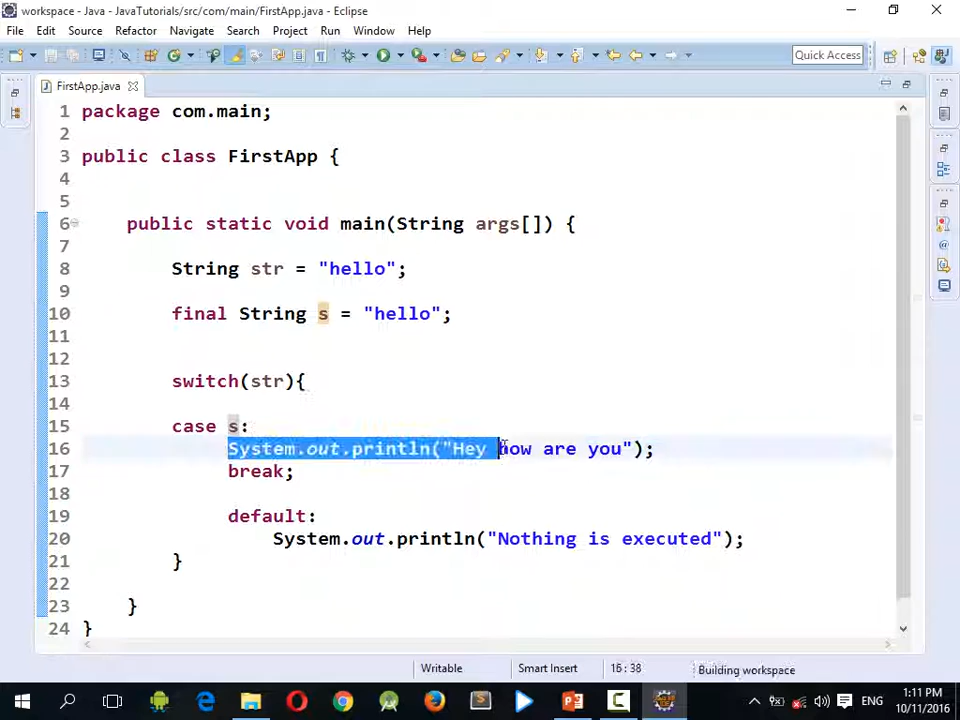 workspace - Java - JavaTutorials/src/com/main/FirstApp.java - Eclipse
File Edit Source Refactor Navigate Search Project Run Window Help
Quick Access
FirstApp.java
1 package com.main;
2
3 public class FirstApp {
4
5
6 public static void main(String args[]) {
7
8 String str = "hello";
9
10 final String s = "hello";
11
12
13 switch(str){
14
15 case s:
16 System.out.println("Hey how are you");
17 break;
18
19 default:
20 System.out.println("Nothing is executed");
21 }
22
23 }
24 }
Writable Smart Insert 16 : 38 Building workspace
ENG 1:11 PM
10/11/2016